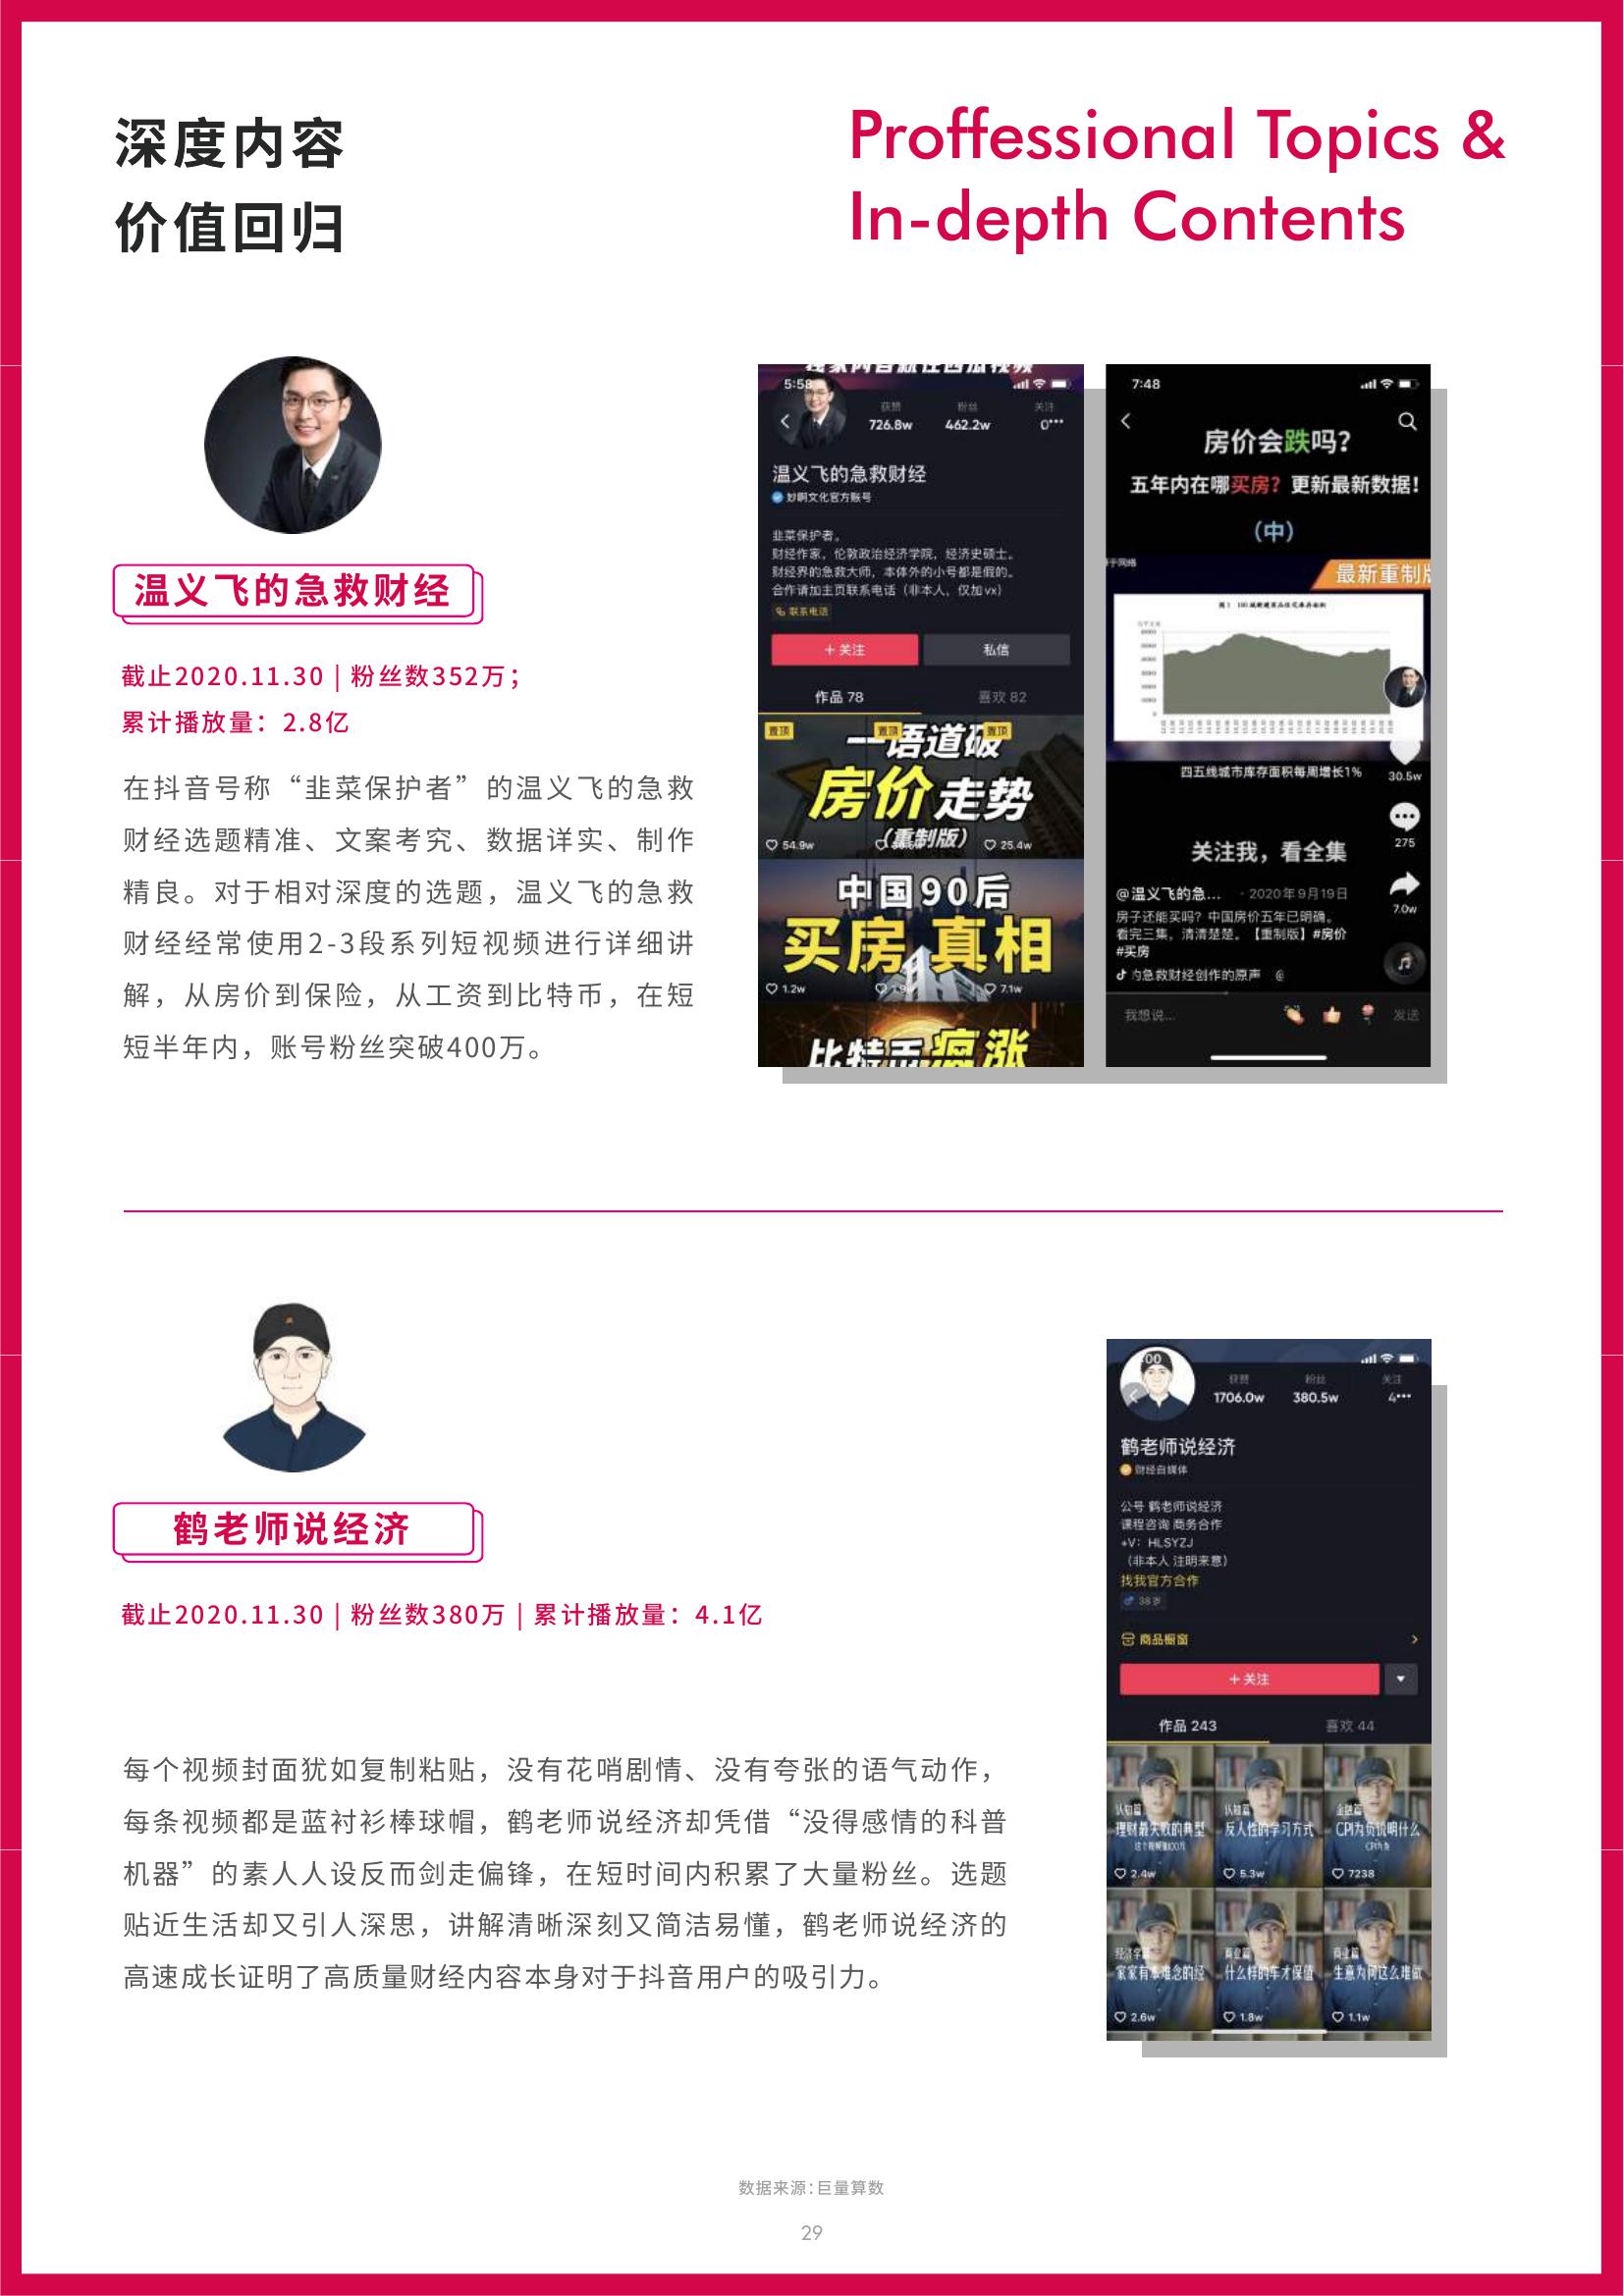 深度内容
价值回归
Proffessional Topics &
In-depth Contents
温义飞的急救财经
截止2020.11.30 | 粉丝数352万；
累计播放量：2.8亿
在抖音号称“韭菜保护者”的温义飞的急救
财经选题精准、文案考究、数据详实、制作
精良。对于相对深度的选题，温义飞的急救
财经经常使用2-3段系列短视频进行详细讲
解，从房价到保险，从工资到比特币，在短
短半年内，账号粉丝突破400万。
5:58
获赞 粉丝 关注
726.8w 462.2w 0···
温义飞的急救财经
妙啊文化官方账号
韭菜保护者。
财经作家，伦敦政治经济学院，经济史硕士。
财经界的急救大师，本体外的小号都是假的。
合作请加主页联系电话（非本人，仅加vx）
联系电话
+ 关注 私信
作品 78 喜欢 82
置顶 置顶 置顶
一语道破
房价走势
（重制版）
54.9w 25.4w
中国90后
买房 真相
1.2w 7.1w
比特币疯涨
7:48
房价会跌吗？
五年内在哪买房？更新最新数据！
（中）
最新重制版
四五线城市库存面积每周增长1%
30.5w
275
关注我，看全集
7.0w
@温义飞的急... · 2020年9月19日
房子还能买吗？中国房价五年已明确。
看完三集，清清楚楚。【重制版】#房价
#买房
的急救财经创作的原声 @
我想说... 发送
鹤老师说经济
截止2020.11.30 | 粉丝数380万 | 累计播放量：4.1亿
每个视频封面犹如复制粘贴，没有花哨剧情、没有夸张的语气动作，
每条视频都是蓝衬衫棒球帽，鹤老师说经济却凭借“没得感情的科普
机器”的素人人设反而剑走偏锋，在短时间内积累了大量粉丝。选题
贴近生活却又引人深思，讲解清晰深刻又简洁易懂，鹤老师说经济的
高速成长证明了高质量财经内容本身对于抖音用户的吸引力。
:00
获赞 粉丝 关注
1706.0w 380.5w 4···
鹤老师说经济
财经自媒体
公号 鹤老师说经济
课程咨询 商务合作
+V：HLSYZJ
（非本人 注明来意）
找我官方合作
38岁
商品橱窗
+ 关注
作品 243 喜欢 44
认知篇 认知篇 金融篇
理财最失败的典型 反人性的学习方式 CPI为负说明什么
2.4w 5.3w 7238
经济学篇 商业篇 商业篇
家家有本难念的经 什么样的车才保值 生意为何这么难做
2.6w 1.8w 1.1w
数据来源：巨量算数
29